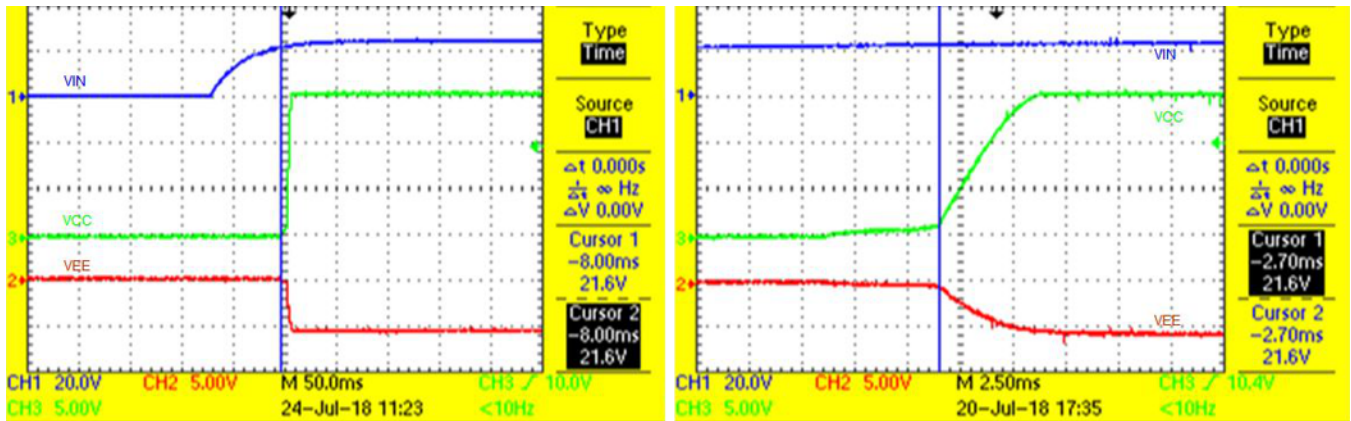 Type
Time
Source
CH1
Δt 0.000s
1/Δt ∞ Hz
ΔV 0.00V
Cursor 1
-8.00ms
21.6V
Cursor 2
-8.00ms
21.6V
VIN
VCC
VEE
1
3
2
CH1 20.0V CH2 5.00V M 50.0ms CH3 10.0V
CH3 5.00V 24-Jul-18 11:23 <10Hz
Type
Time
Source
CH1
Δt 0.000s
1/Δt ∞ Hz
ΔV 0.00V
Cursor 1
-2.70ms
21.6V
Cursor 2
-2.70ms
21.6V
VIN
VCC
VEE
1
3
2
CH1 20.0V CH2 5.00V M 2.50ms CH3 10.4V
CH3 5.00V 20-Jul-18 17:35 <10Hz